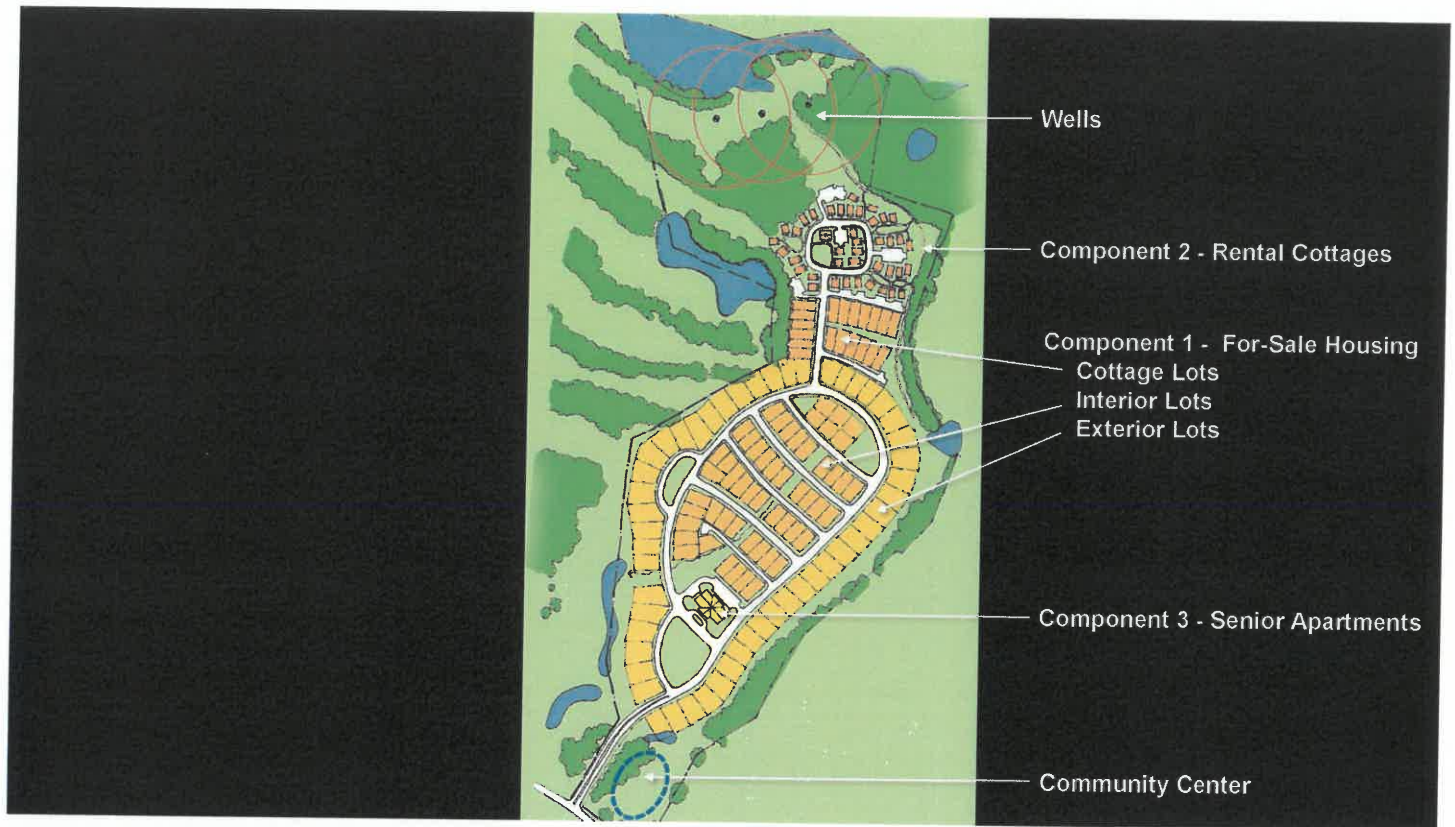 Wells
Component 2 - Rental Cottages
Component 1 - For-Sale Housing
Cottage Lots
Interior Lots
Exterior Lots
Component 3 - Senior Apartments
Community Center